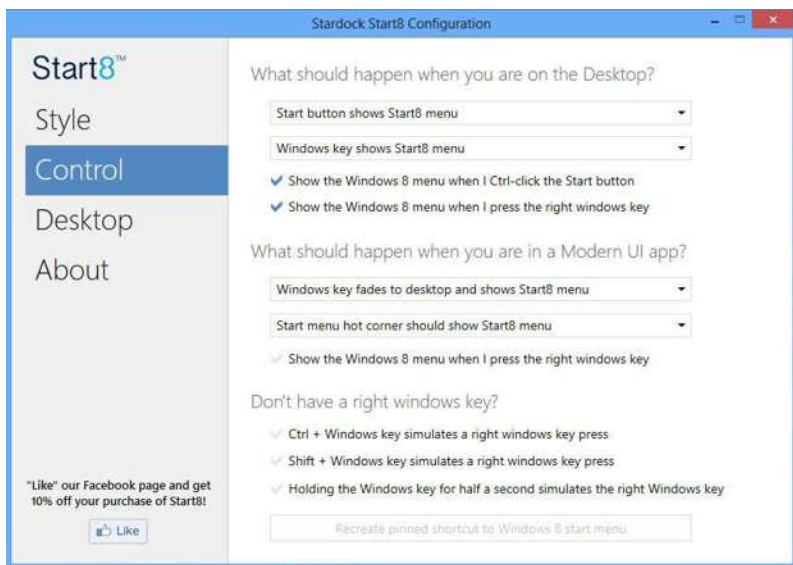 Stardock Start8 Configuration
Start8™
Style
Control
Desktop
About
"Like" our Facebook page and get
10% off your purchase of Start8!
Like
What should happen when you are on the Desktop?
Start button shows Start8 menu
Windows key shows Start8 menu
Show the Windows 8 menu when I Ctrl-click the Start button
Show the Windows 8 menu when I press the right windows key
What should happen when you are in a Modern UI app?
Windows key fades to desktop and shows Start8 menu
Start menu hot corner should show Start8 menu
Show the Windows 8 menu when I press the right windows key
Don't have a right windows key?
Ctrl + Windows key simulates a right windows key press
Shift + Windows key simulates a right windows key press
Holding the Windows key for half a second simulates the right Windows key
Recreate pinned shortcut to Windows 8 start menu